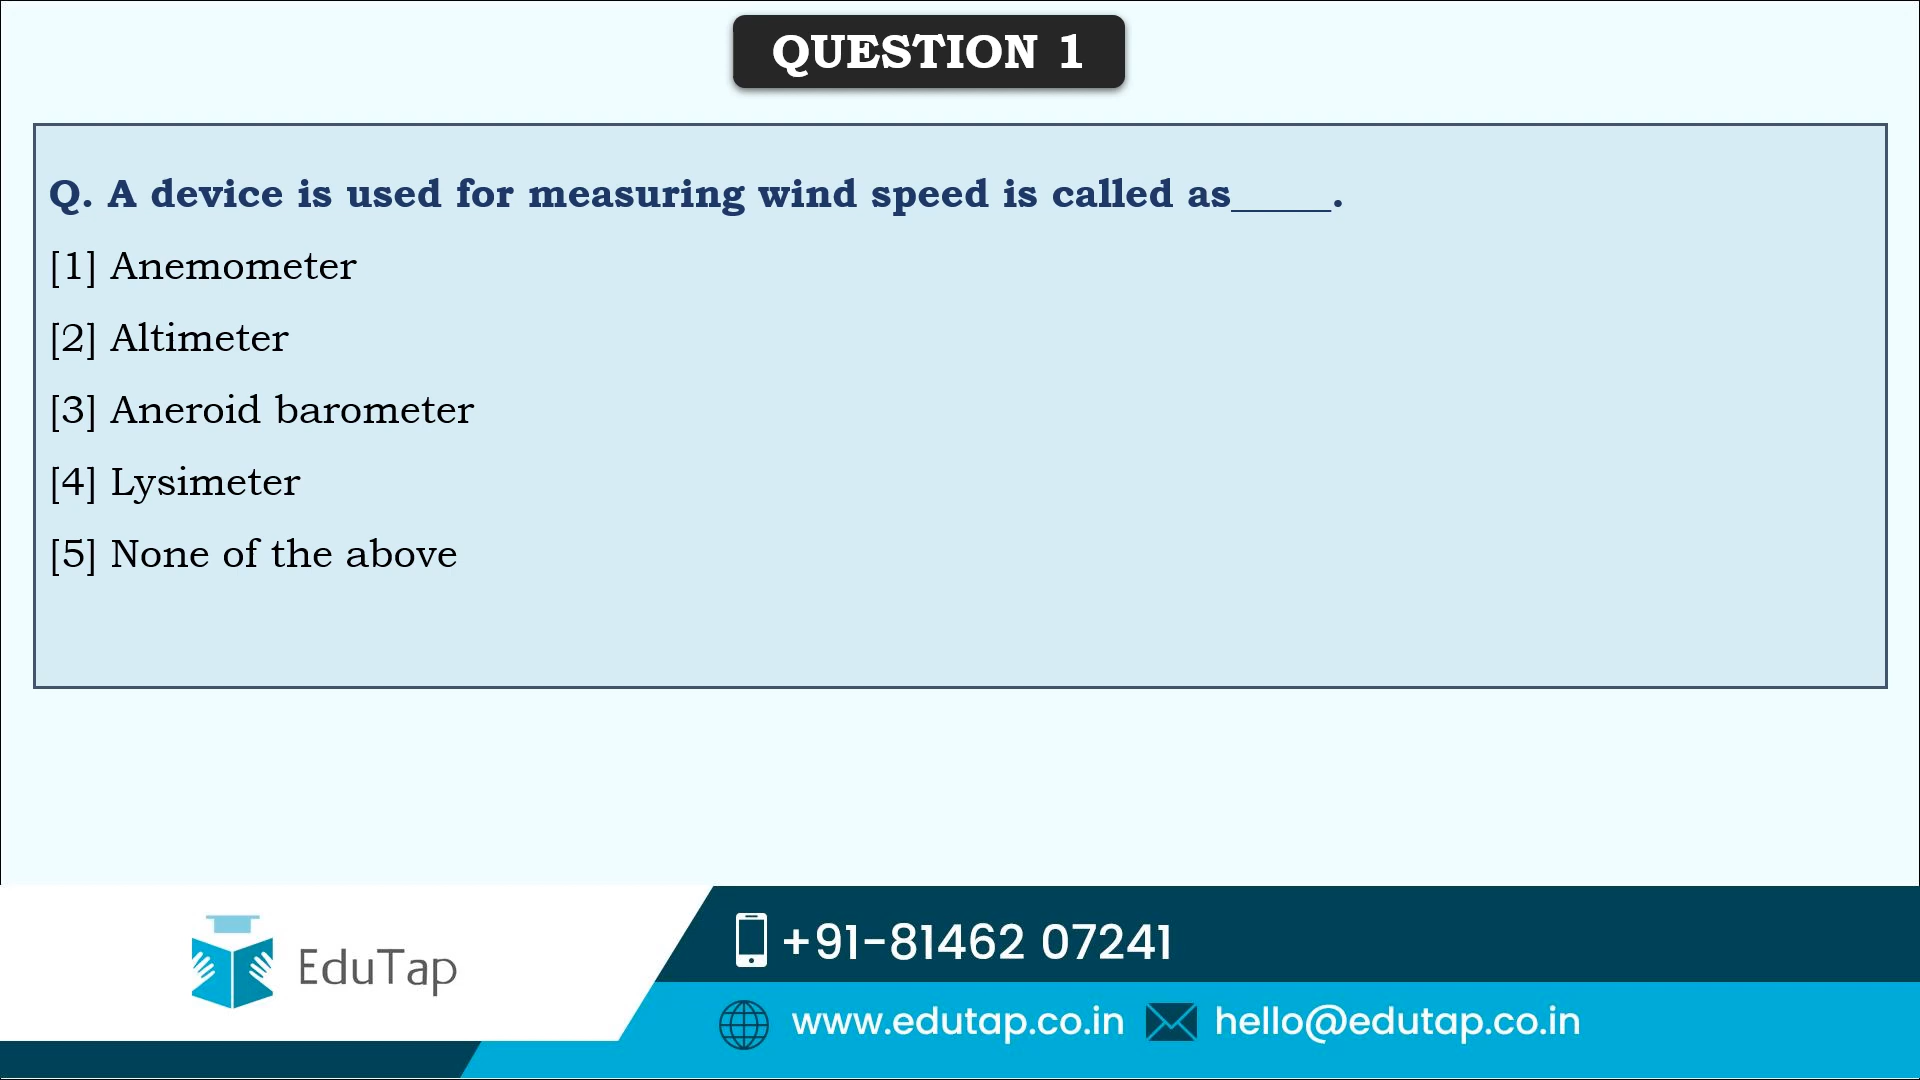 QUESTION 1
Q. A device is used for measuring wind speed is called as_____.
[1] Anemometer
[2] Altimeter
[3] Aneroid barometer
[4] Lysimeter
[5] None of the above
EduTap
+91-81462 07241
www.edutap.co.in hello@edutap.co.in